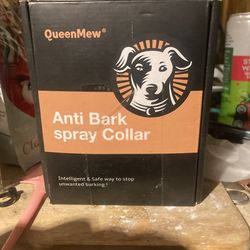 QueenMew®
Anti Bark
spray Collar
Intelligent & Safe way to stop
unwanted barking !